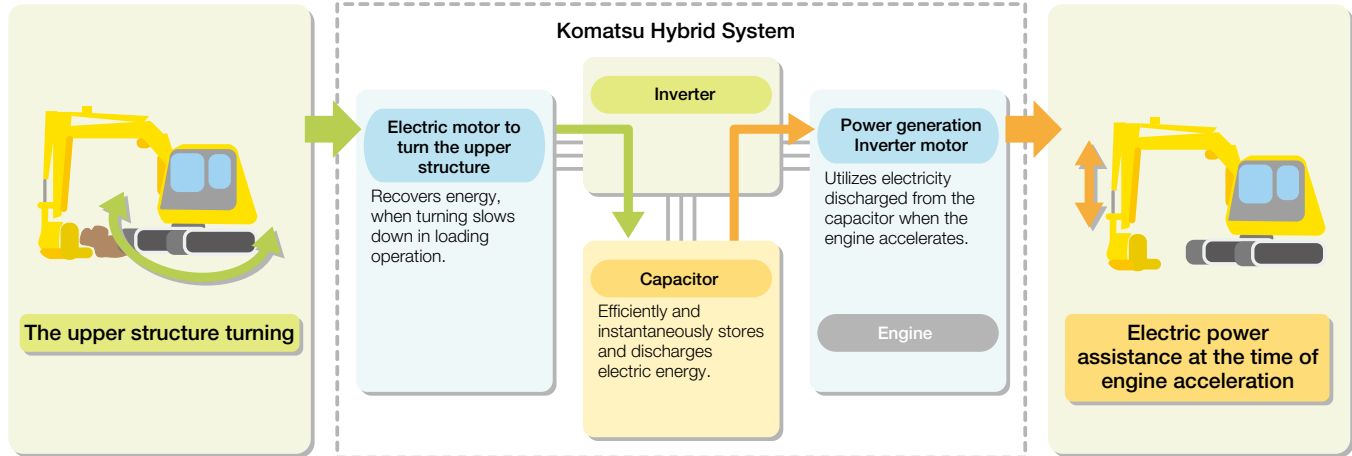 Komatsu Hybrid System
The upper structure turning
Electric motor to
turn the upper
structure
Recovers energy,
when turning slows
down in loading
operation.
Inverter
Capacitor
Efficiently and
instantaneously stores
and discharges
electric energy.
Power generation
Inverter motor
Utilizes electricity
discharged from the
capacitor when the
engine accelerates.
Engine
Electric power
assistance at the time of
engine acceleration